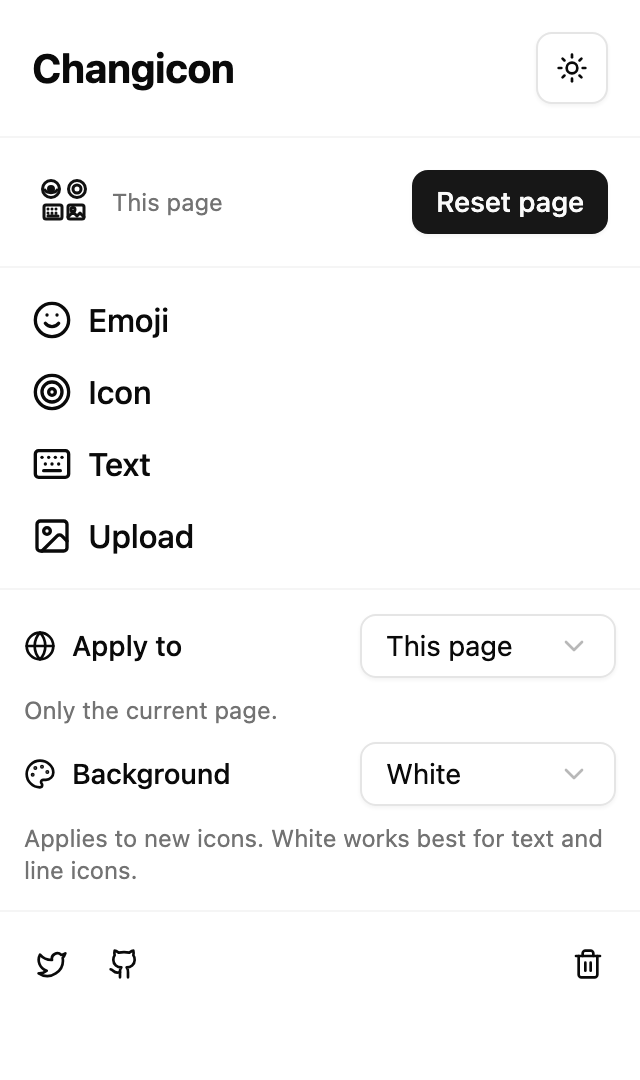 Changicon
This page
Reset page
Emoji
Icon
Text
Upload
Apply to
This page
Only the current page.
Background
White
Applies to new icons. White works best for text and
line icons.